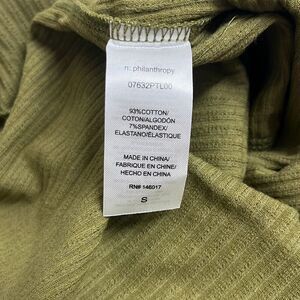 n: philanthropy
07632PTL00
93%COTTON/
COTON/ALGODÓN
7%SPANDEX/
ELASTANO/ÉLASTIQUE
MADE IN CHINA/
FABRIQUE EN CHINE/
HECHO EN CHINA
RN# 146017
S